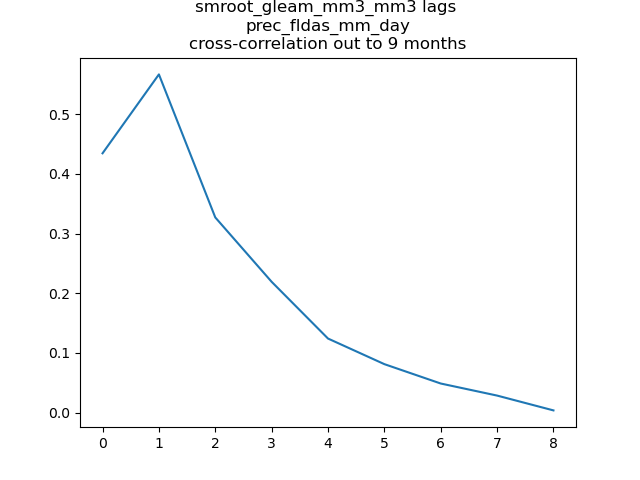 smroot_gleam_mm3_mm3 lags
prec_fldas_mm_day
cross-correlation out to 9 months
0.5
0.4
0.3
0.2
0.1
0.0
0 1 2 3 4 5 6 7 8